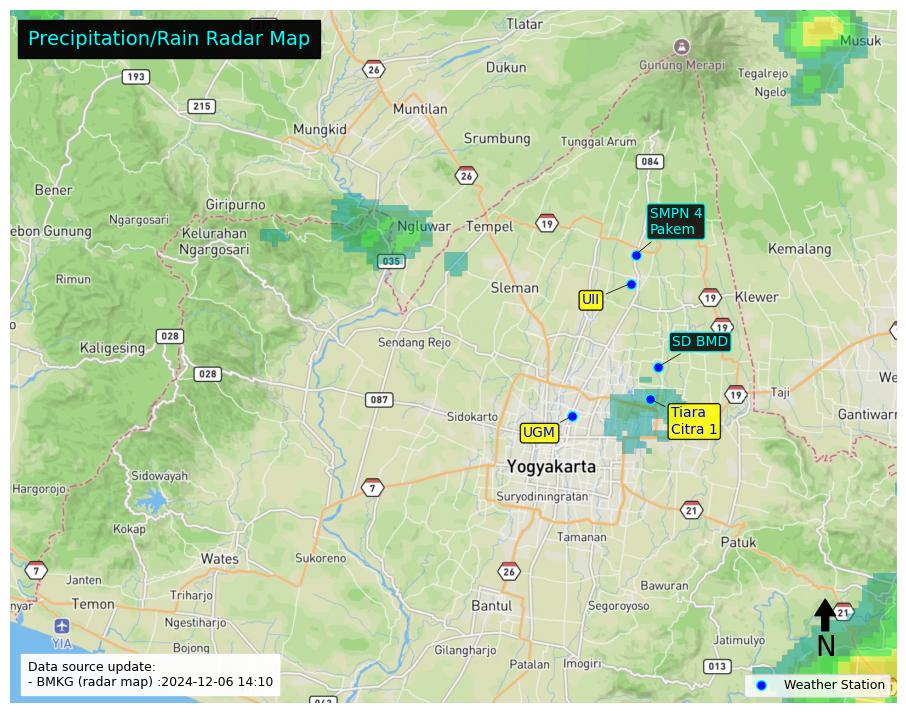 Precipitation/Rain Radar Map
Tlatar
Musuk
Gunung Merapi
26
Dukun
Tegalrejo
193
Ngelo
215
Muntilan
Mungkid
Srumbung
Tunggal Arum
084
26
Bener
Giripurno
SMPN 4
Pakem
Ngargosari
ebon Gunung
Kelurahan
Ngargosari
Ngluwar
Tempel
19
Kemalang
035
Rimun
Sleman
UII
19
Klewer
19
028
Kaligesing
Sendang Rejo
SD BMD
028
087
19
Taji
We
Sidokarto
Tiara
Citra 1
Gantiwarn
UGM
Yogyakarta
Sidowayah
Hargorojo
7
Suryodiningratan
21
Kokap
Tamanan
Patuk
Wates
Sukoreno
7
26
Janten
Bawuran
Triharjo
nyar
Temon
Bantul
Segoroyoso
21
Ngestiharjo
YIA
N
Bojong
Gilangharjo
Jatimulyo
Patalan
Imogiri
013
Data source update:
- BMKG (radar map) :2024-12-06 14:10
Weather Station